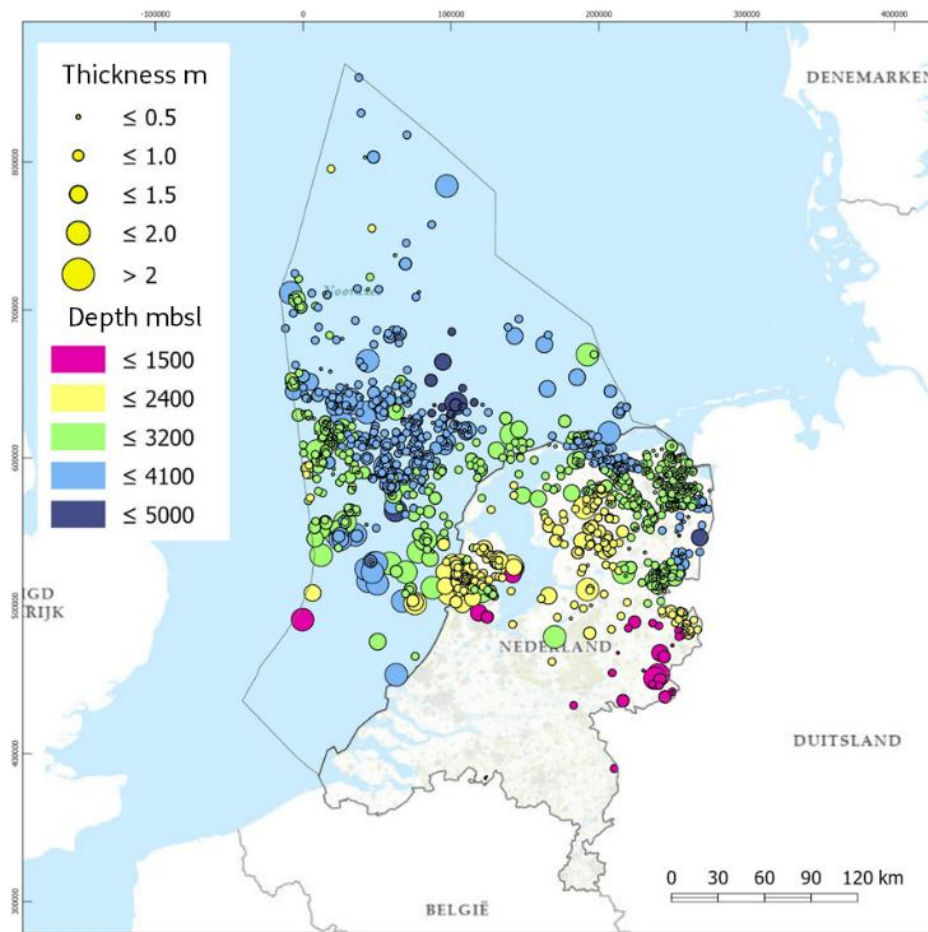 -100000 0 100000 200000 300000 400000
Thickness m
≤ 0.5
≤ 1.0
≤ 1.5
≤ 2.0
> 2
Depth mbsl
≤ 1500
≤ 2400
≤ 3200
≤ 4100
≤ 5000
DENEMARKEN
800000
700000
600000
500000
400000
300000
IGD
RIJK
NEDERLAND
DUITSLAND
BELGIË
0 30 60 90 120 km